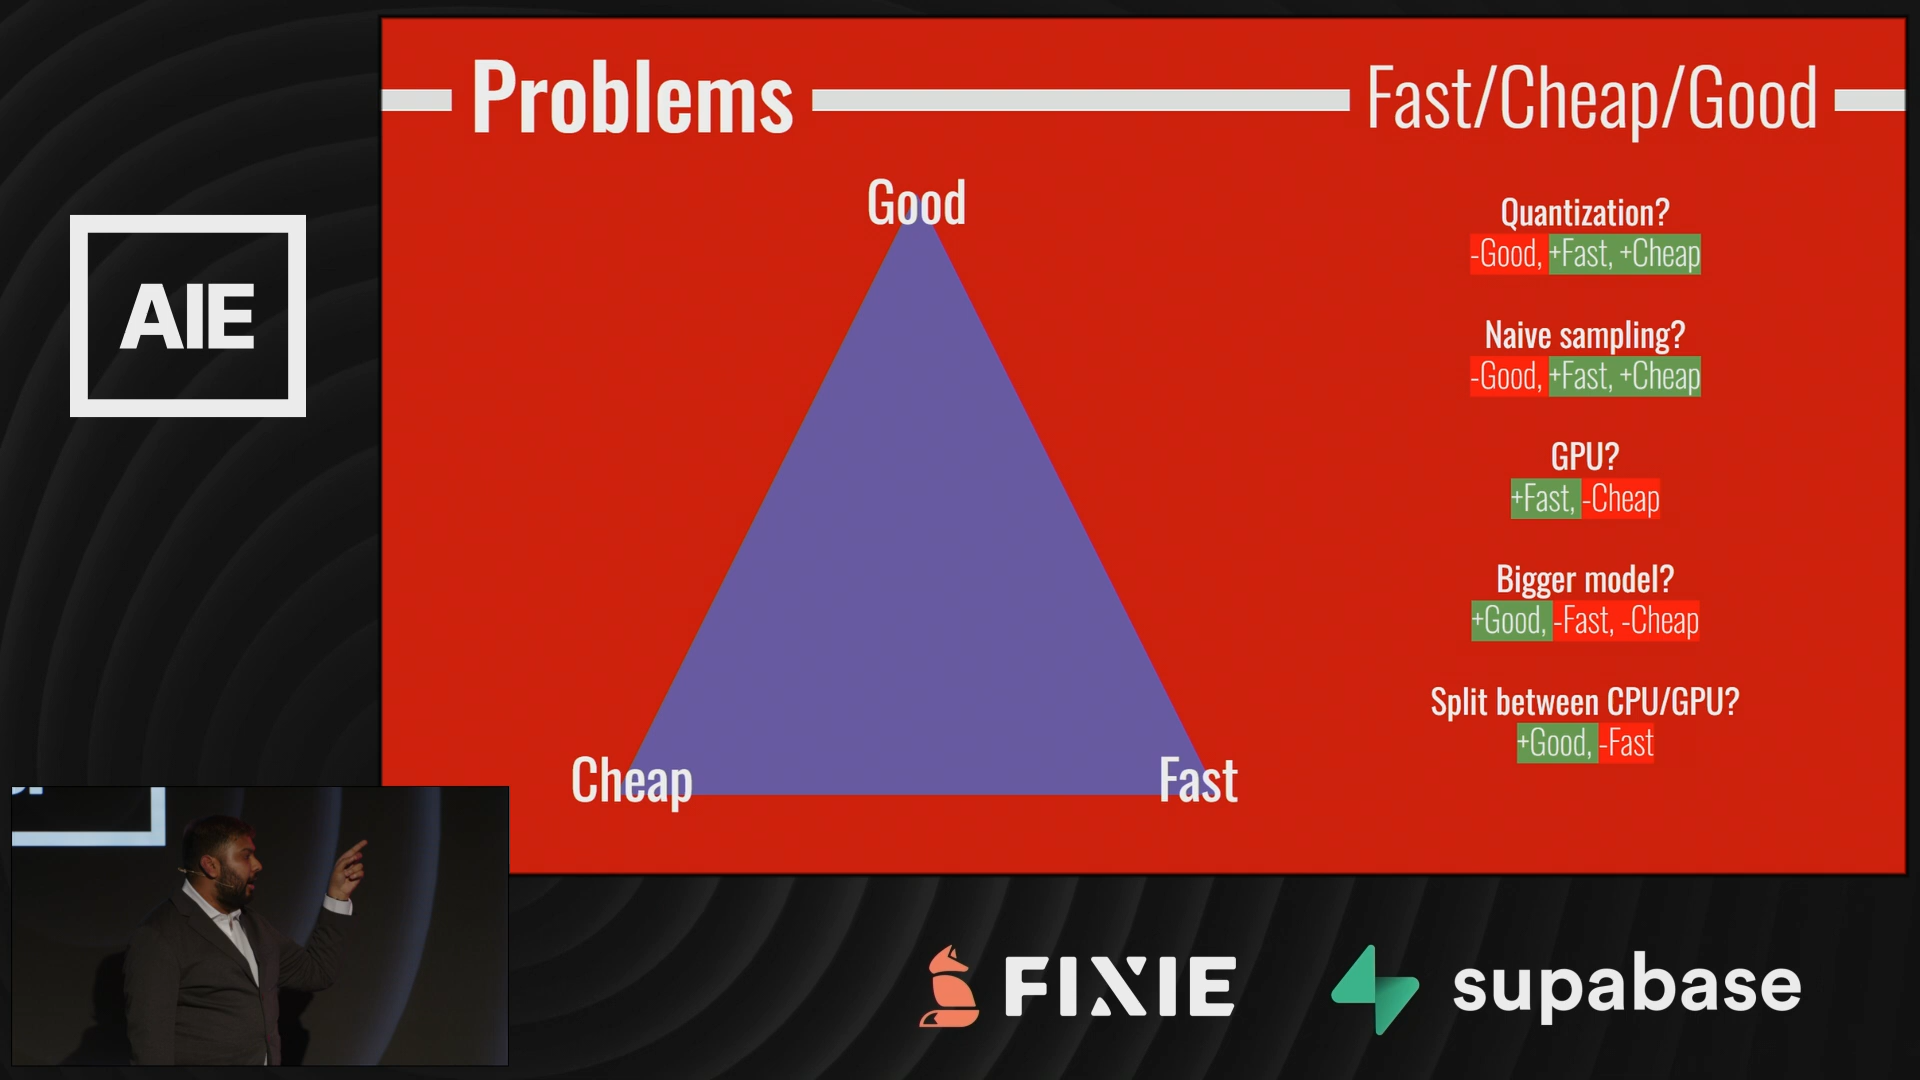 Problems
Fast/Cheap/Good
AIE
Good
Cheap
Fast
Quantization?
-Good, +Fast, +Cheap
Naive sampling?
-Good, +Fast, +Cheap
GPU?
+Fast, -Cheap
Bigger model?
+Good, -Fast, -Cheap
Split between CPU/GPU?
+Good, -Fast
FIXIE
supabase